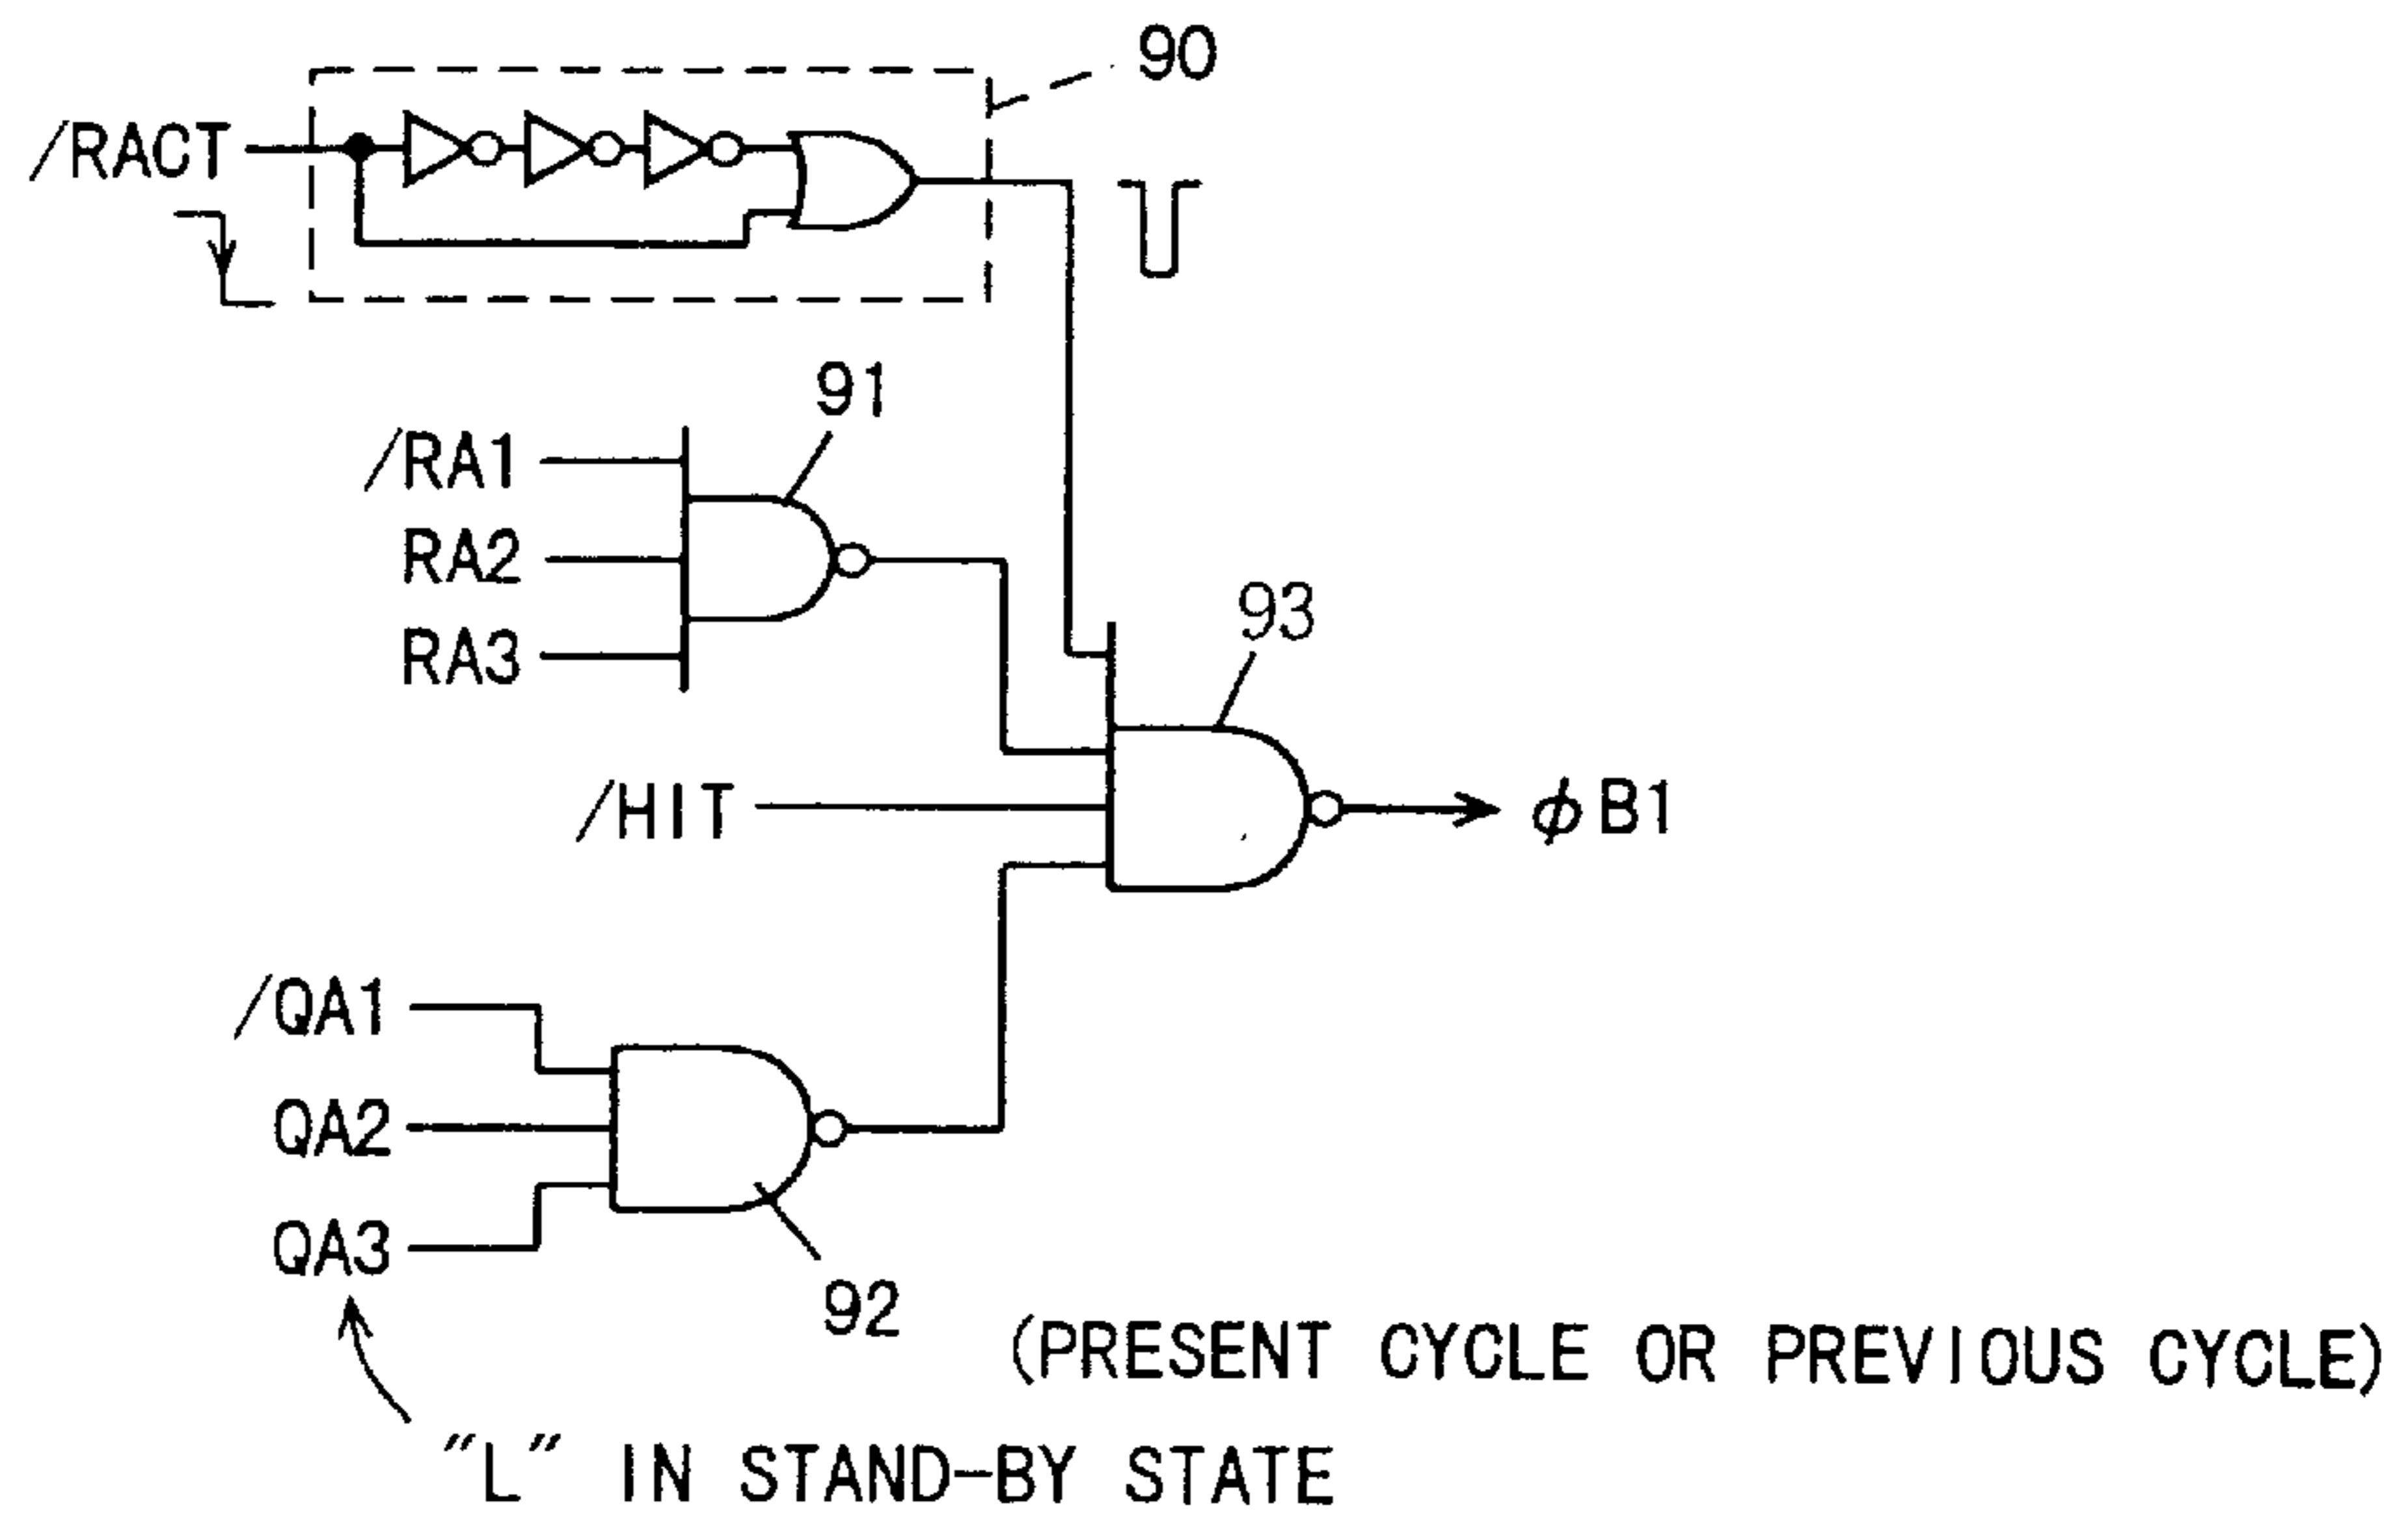 90
/RACT
91
/RA1
RA2
RA3
93
/HIT
φB1
/QA1
QA2
QA3
92
(PRESENT CYCLE OR PREVIOUS CYCLE)
"L" IN STAND-BY STATE